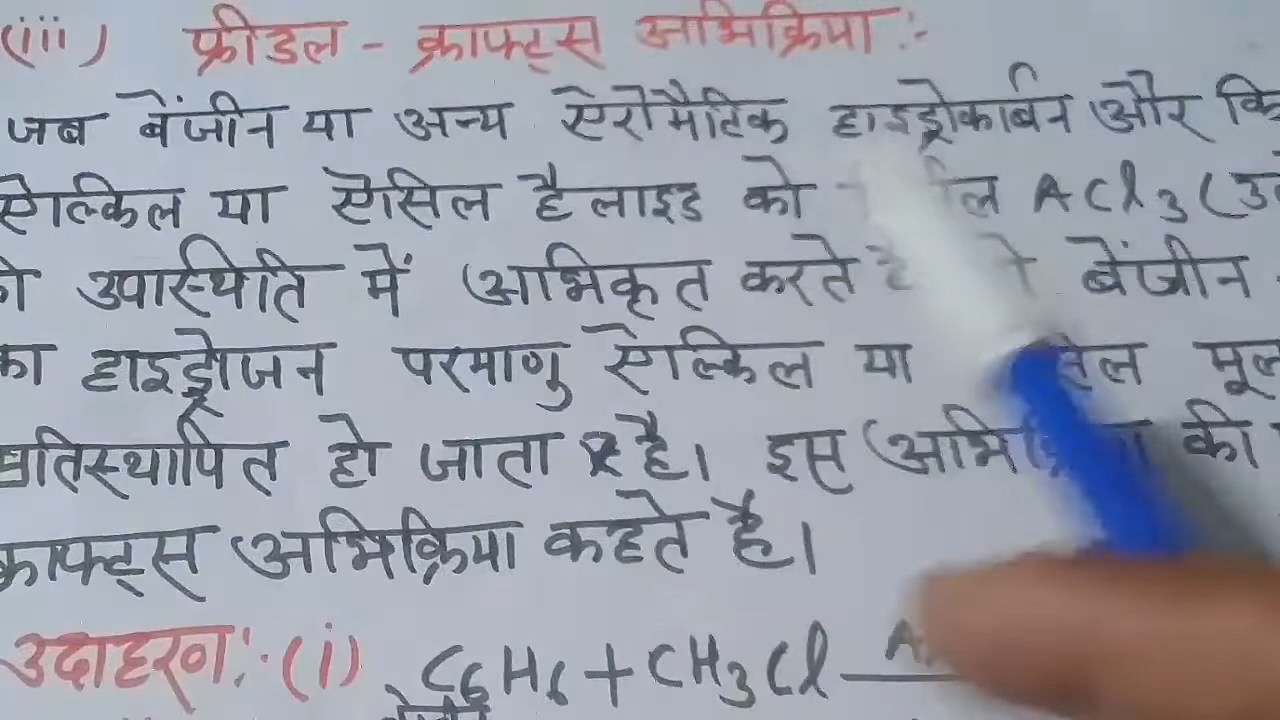 (iii) फ्रीडल - क्राफ्ट्स अभिक्रिया :-
जब बेंजीन या अन्य ऐरोमैटिक हाइड्रोकार्बन और
ऐल्किल या ऐसिल हैलाइड को ACl3 (
उपस्थिति में अभिकृत करते बेंजीन
का हाइड्रोजन परमाणु ऐल्किल या
प्रतिस्थापित हो जाता है। इस की
क्राफ्ट्स अभिक्रिया कहते है।
उदाहरण:- (i) C6H6 + CH3Cl